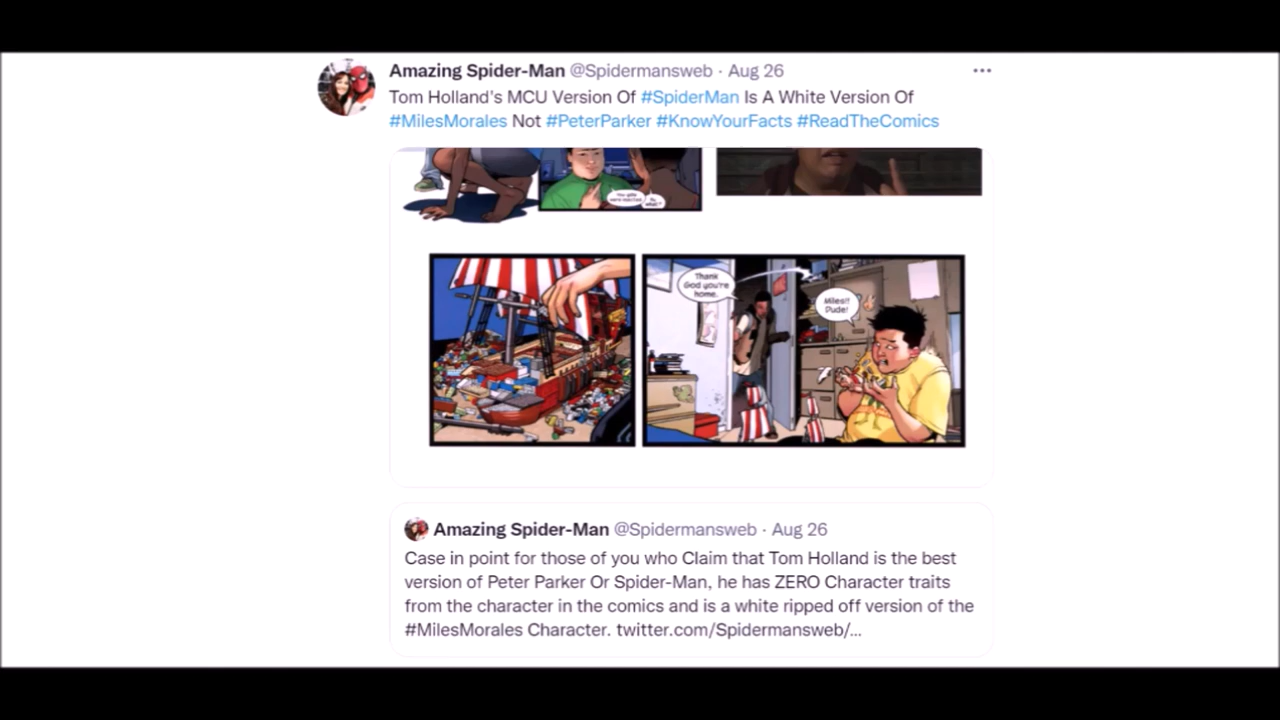 Amazing Spider-Man @Spidermansweb · Aug 26
Tom Holland's MCU Version Of #SpiderMan Is A White Version Of
#MilesMorales Not #PeterParker #KnowYourFacts #ReadTheComics
Thank
God you're
home.
Miles!!
Dude!
Amazing Spider-Man @Spidermansweb · Aug 26
Case in point for those of you who Claim that Tom Holland is the best
version of Peter Parker Or Spider-Man, he has ZERO Character traits
from the character in the comics and is a white ripped off version of the
#MilesMorales Character. twitter.com/Spidermansweb/...